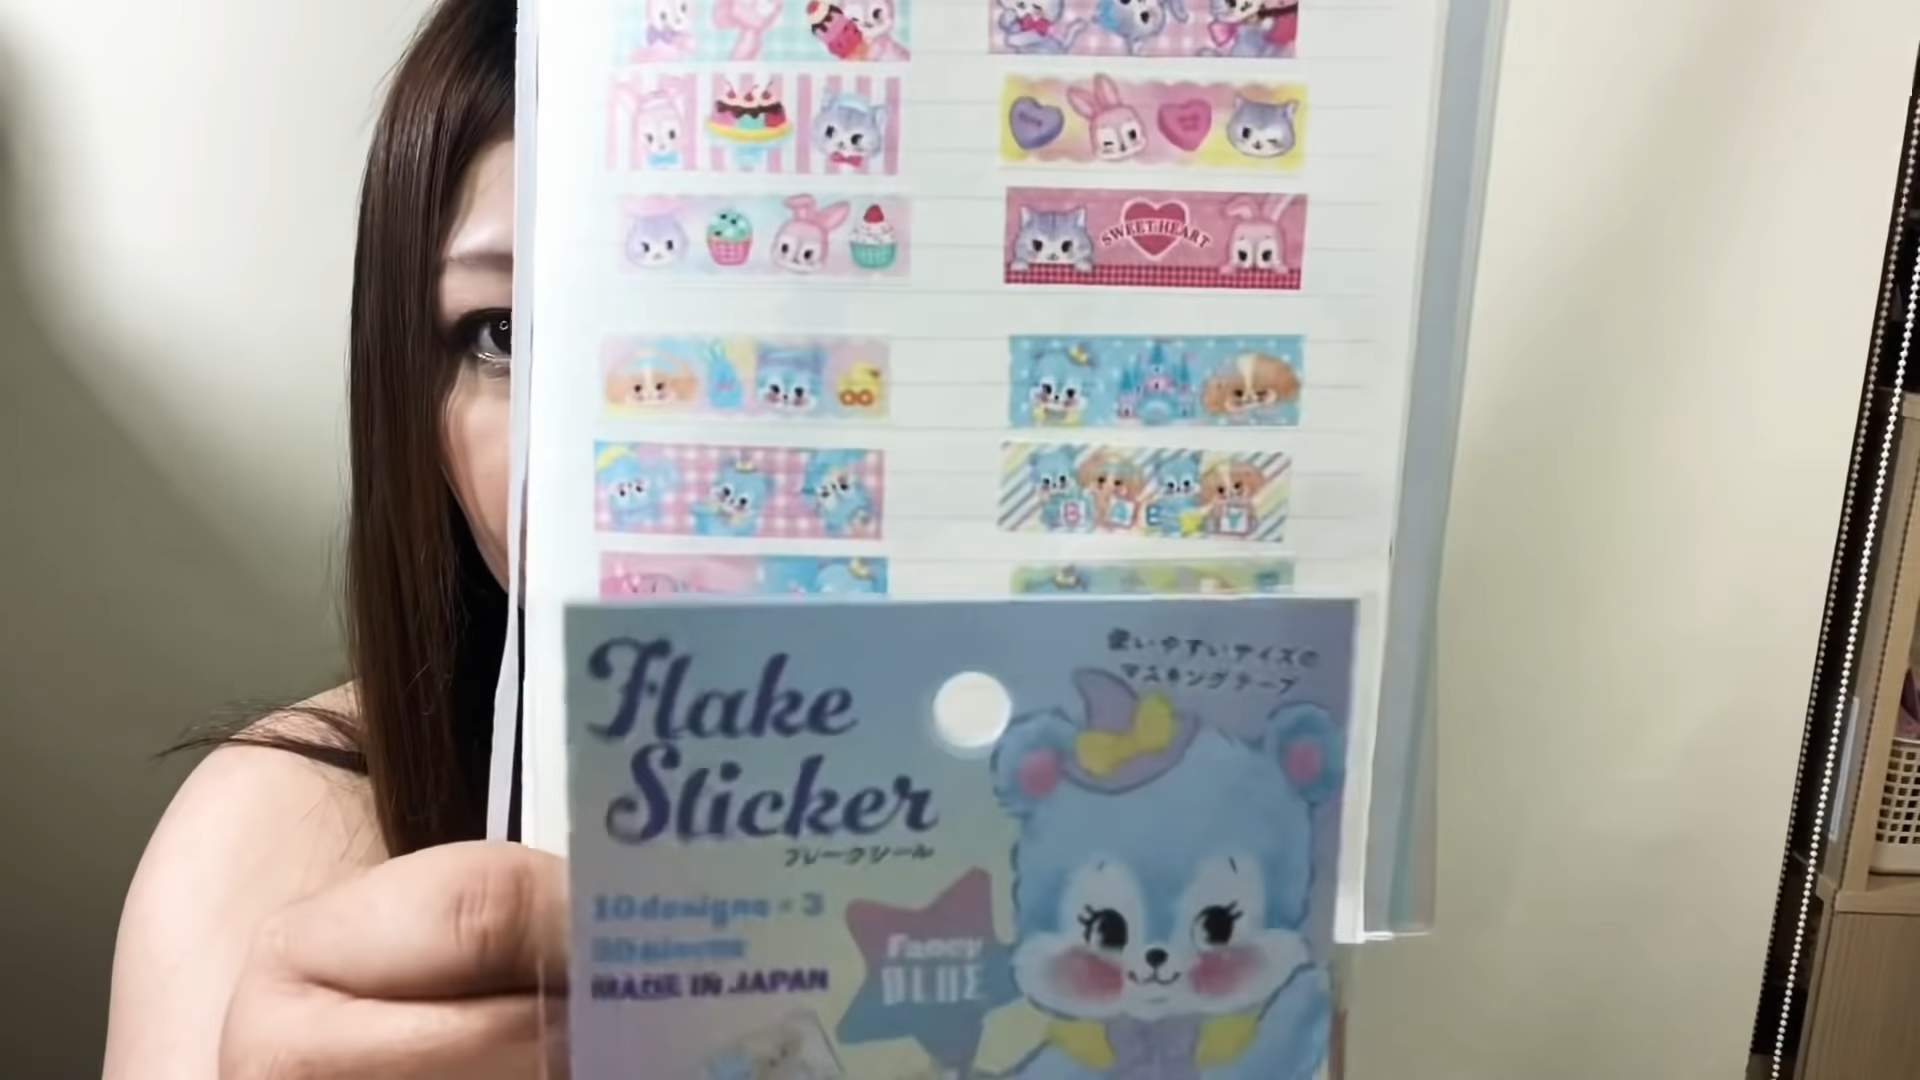 SWEET HEART
B A B Y
Flake
使いやすいサイズの
マスキングテープ
Sticker
フレークシール
10designs × 3
MADE IN JAPAN
Fancy
BLUE